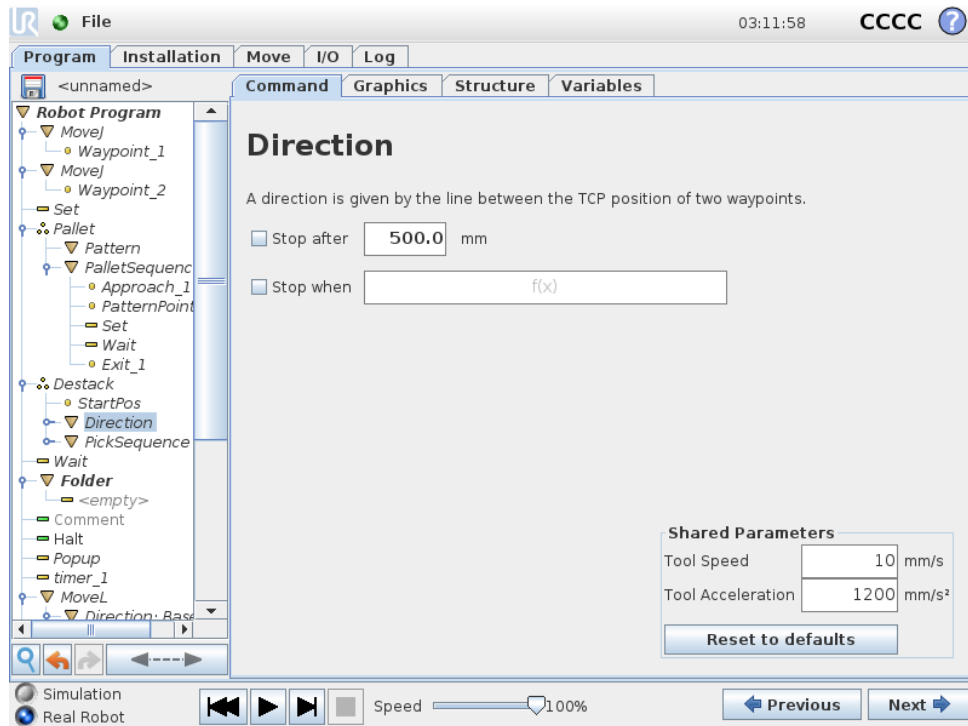 UR File 03:11:58 CCCC ?
Program Installation Move I/O Log
<unnamed> Command Graphics Structure Variables
Robot Program
MoveJ
Waypoint_1
MoveJ
Waypoint_2
Set
Pallet
Pattern
PalletSequenc
Approach_1
PatternPoint
Set
Wait
Exit_1
Destack
StartPos
Direction
PickSequence
Wait
Folder
<empty>
Comment
Halt
Popup
timer_1
MoveL
Direction: Base
Direction
A direction is given by the line between the TCP position of two waypoints.
Stop after 500.0 mm
Stop when f(x)
Shared Parameters
Tool Speed 10 mm/s
Tool Acceleration 1200 mm/s²
Reset to defaults
Simulation
Real Robot
Speed 100%
Previous Next